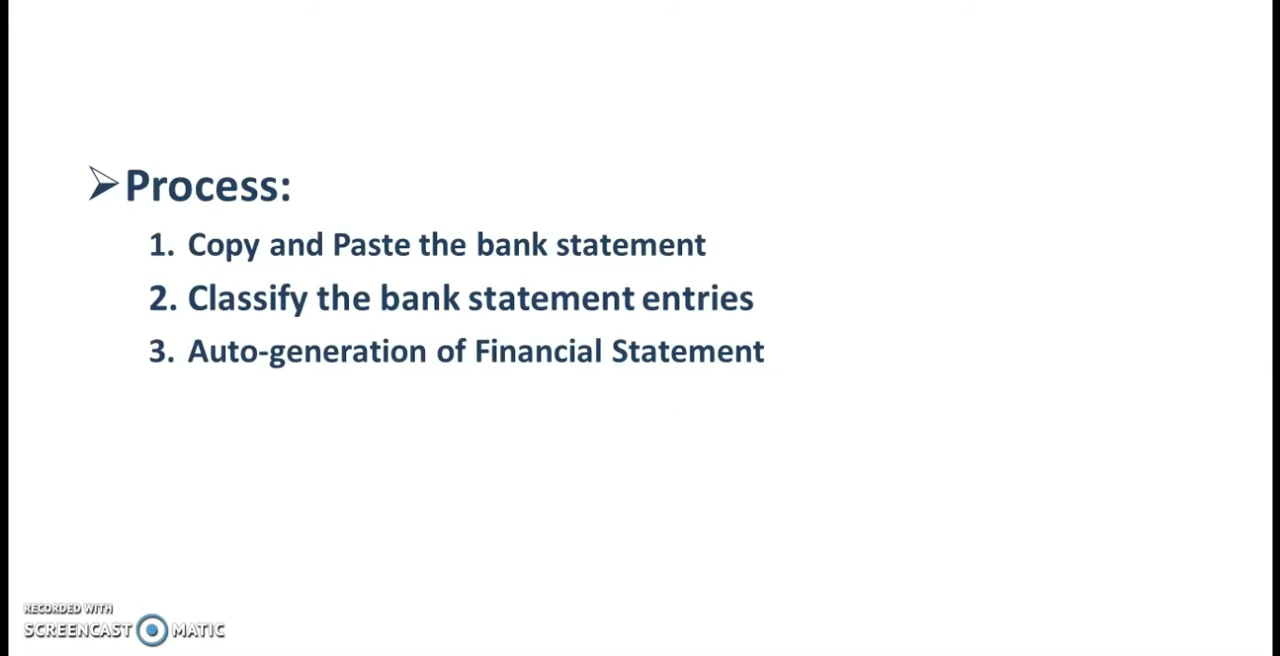 ➢Process:
1. Copy and Paste the bank statement
2. Classify the bank statement entries
3. Auto-generation of Financial Statement
RECORDED WITH
SCREENCAST MATIC